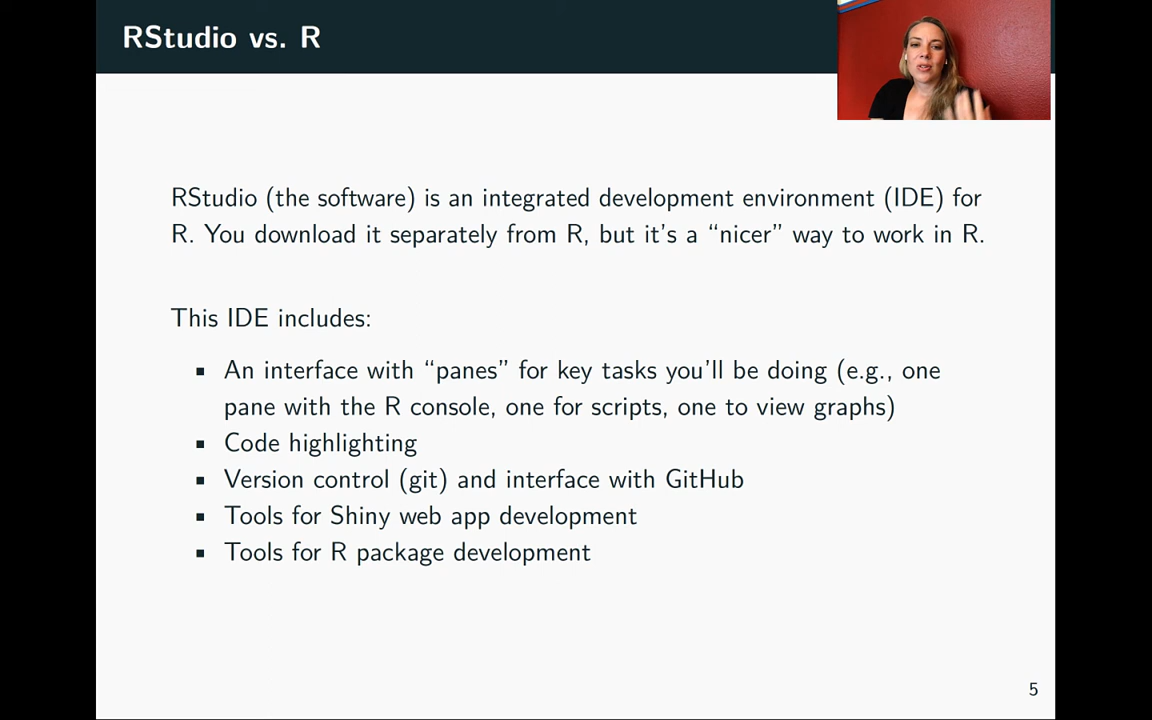 RStudio vs. R
RStudio (the software) is an integrated development environment (IDE) for
R. You download it separately from R, but it's a “nicer” way to work in R.
This IDE includes:
▪ An interface with “panes” for key tasks you'll be doing (e.g., one
pane with the R console, one for scripts, one to view graphs)
▪ Code highlighting
▪ Version control (git) and interface with GitHub
▪ Tools for Shiny web app development
▪ Tools for R package development
5